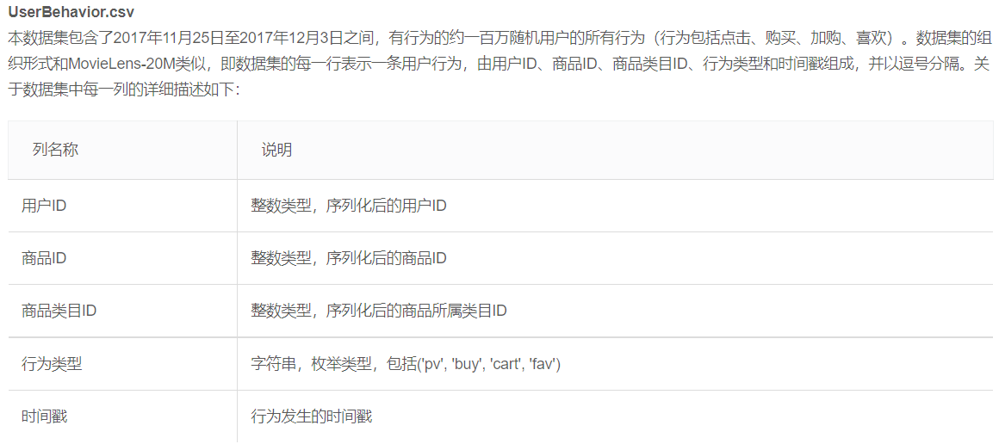 UserBehavior.csv
本数据集包含了2017年11月25日至2017年12月3日之间，有行为的约一百万随机用户的所有行为（行为包括点击、购买、加购、喜欢）。数据集的组
织形式和MovieLens-20M类似，即数据集的每一行表示一条用户行为，由用户ID、商品ID、商品类目ID、行为类型和时间戳组成，并以逗号分隔。关
于数据集中每一列的详细描述如下：
列名称 说明
用户ID 整数类型，序列化后的用户ID
商品ID 整数类型，序列化后的商品ID
商品类目ID 整数类型，序列化后的商品所属类目ID
行为类型 字符串，枚举类型，包括('pv', 'buy', 'cart', 'fav')
时间戳 行为发生的时间戳